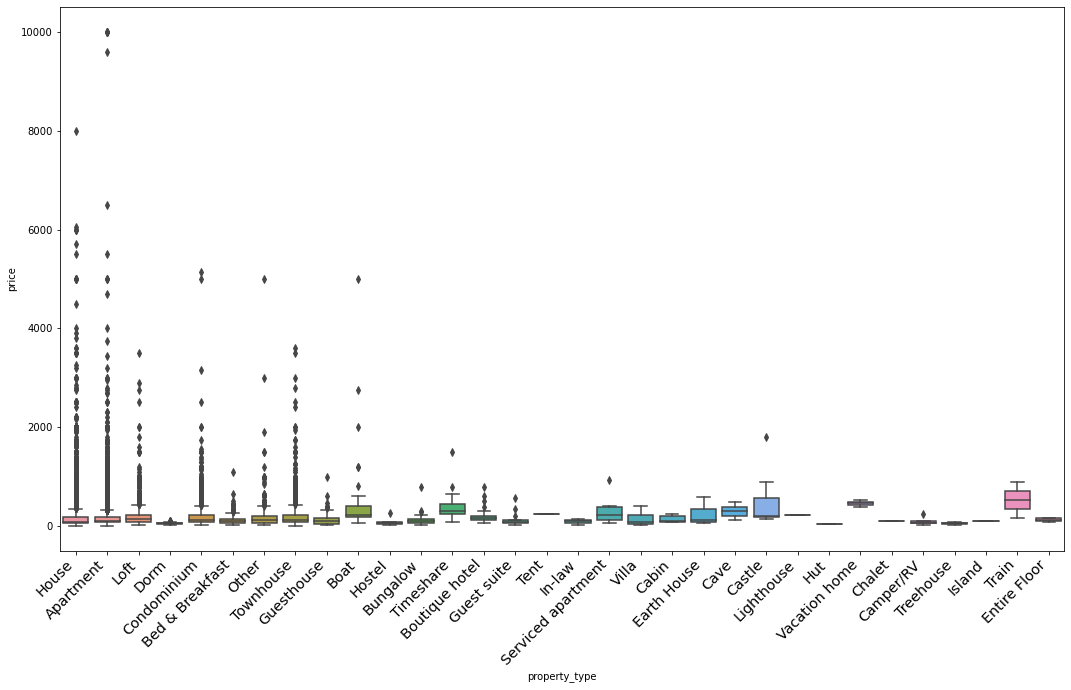 10000
8000
6000
4000
2000
0
price
House
Apartment
Loft
Dorm
Condominium
Bed & Breakfast
Other
Townhouse
Guesthouse
Boat
Hostel
Bungalow
Timeshare
Boutique hotel
Guest suite
Tent
In-law
Serviced apartment
Villa
Cabin
Earth House
Cave
Castle
Lighthouse
Hut
Vacation home
Chalet
Camper/RV
Treehouse
Island
Train
Entire Floor
property_type